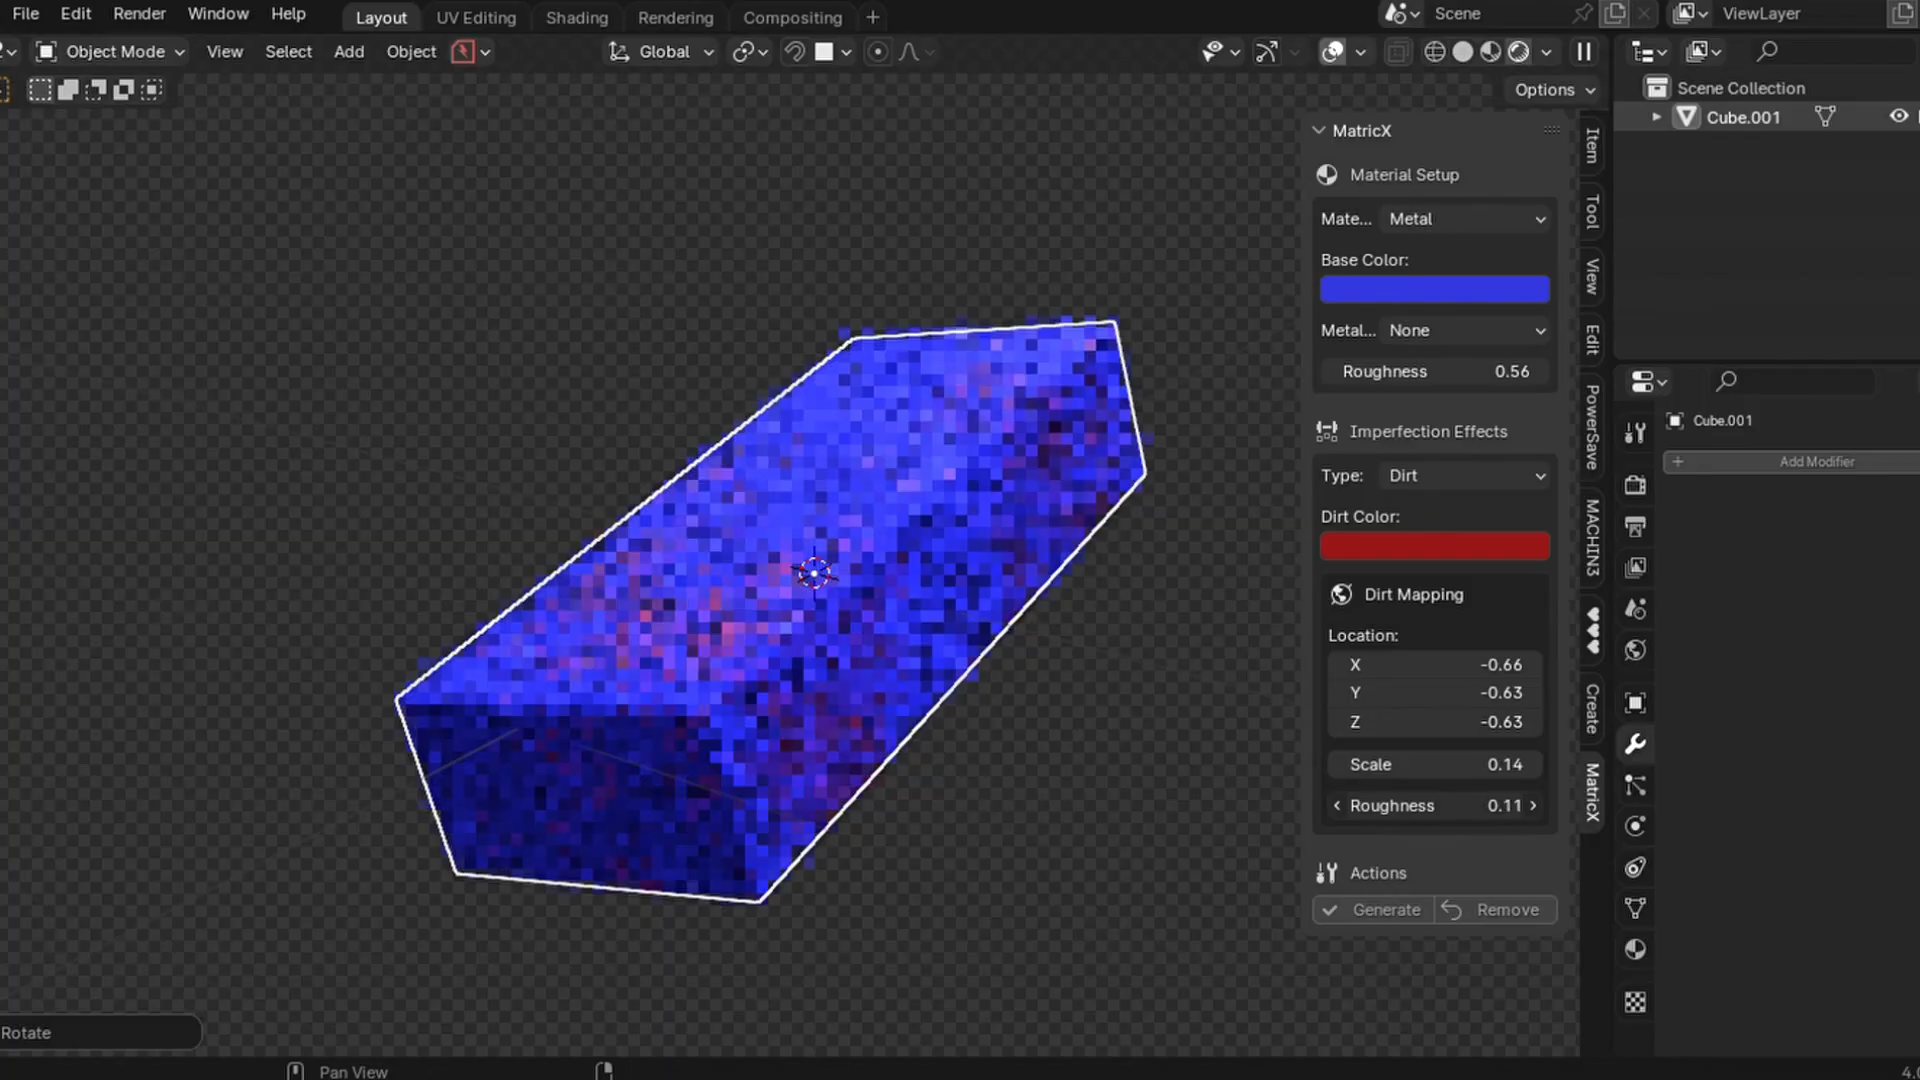 File Edit Render Window Help Layout UV Editing Shading Rendering Compositing + Scene ViewLayer
Object Mode View Select Add Object Global
Options
Scene Collection
Cube.001
MatricX
Material Setup
Mate... Metal
Base Color:
Metal... None
Roughness 0.56
Imperfection Effects
Type: Dirt
Dirt Color:
Dirt Mapping
Location:
X -0.66
Y -0.63
Z -0.63
Scale 0.14
Roughness 0.11
Actions
Generate Remove
Item
Tool
View
Edit
PowerSave
MACHIN3
♥♥♥
Create
MatricX
Cube.001
+ Add Modifier
Rotate
Pan View
4.0